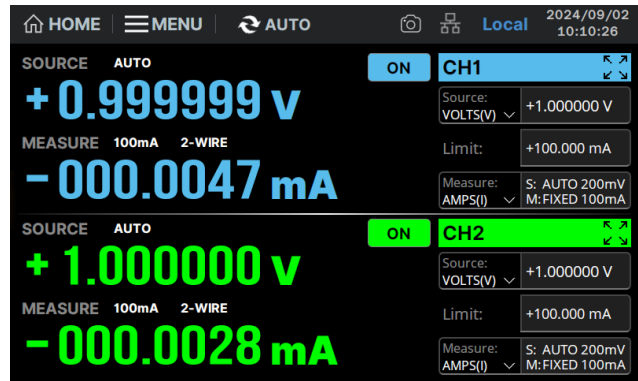 HOME MENU AUTO Local 2024/09/02
10:10:26
SOURCE AUTO ON CH1
+0.999999 V
Source:
VOLTS(V) +1.000000 V
MEASURE 100mA 2-WIRE
Limit: +100.000 mA
-000.0047 mA
Measure: S: AUTO 200mV
AMPS(I) M:FIXED 100mA
SOURCE AUTO ON CH2
+1.000000 V
Source:
VOLTS(V) +1.000000 V
MEASURE 100mA 2-WIRE
Limit: +100.000 mA
-000.0028 mA
Measure: S: AUTO 200mV
AMPS(I) M:FIXED 100mA